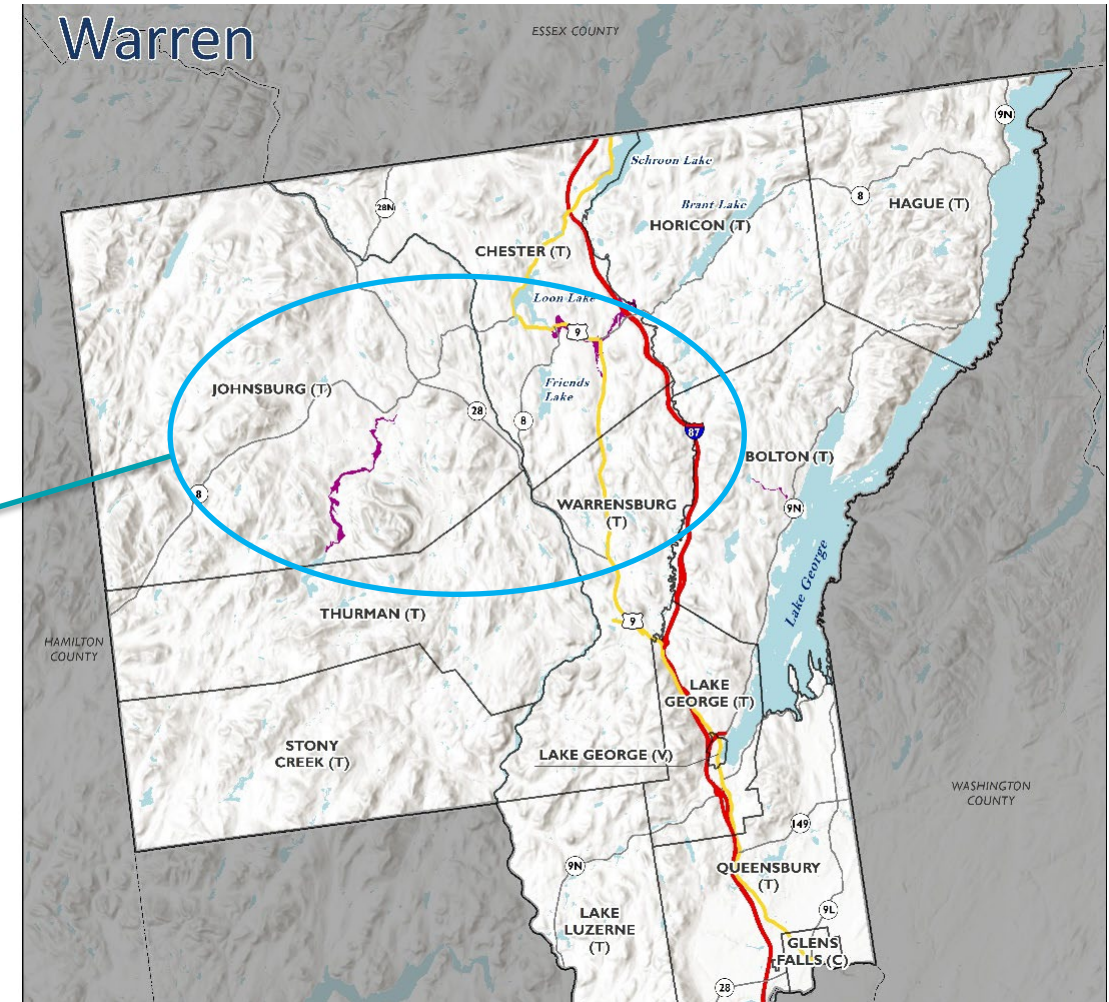 Warren
ESSEX COUNTY
9N
Schroon Lake
8
HAGUE (T)
28N
Brant Lake
HORICON (T)
CHESTER (T)
Loon Lake
9
JOHNSBURG (T)
Friends
Lake
28
8
87
BOLTON (T)
8
WARRENSBURG
(T)
9N
Lake George
THURMAN (T)
9
HAMILTON
COUNTY
LAKE
GEORGE (T)
STONY
CREEK (T)
LAKE GEORGE (V)
WASHINGTON
COUNTY
149
9N
QUEENSBURY
(T)
LAKE
LUZERNE
(T)
9L
GLENS
FALLS (C)
28